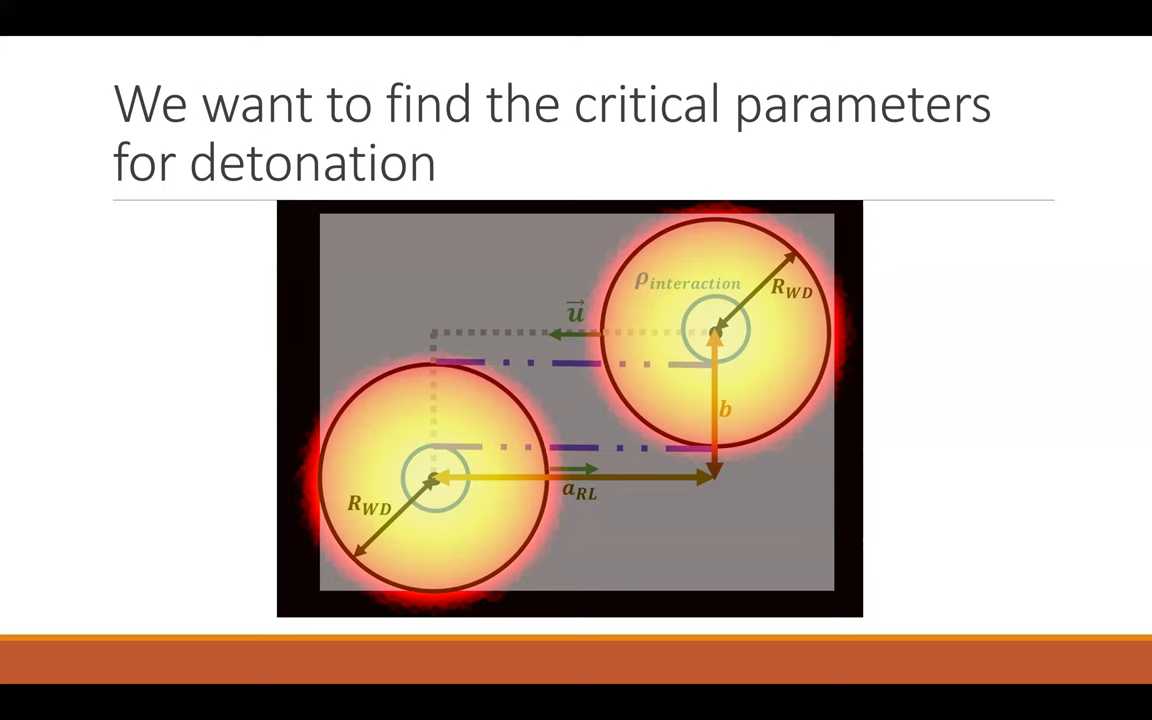 We want to find the critical parameters
for detonation
ρ_interaction
R_WD
u⃗
b
a_RL
R_WD